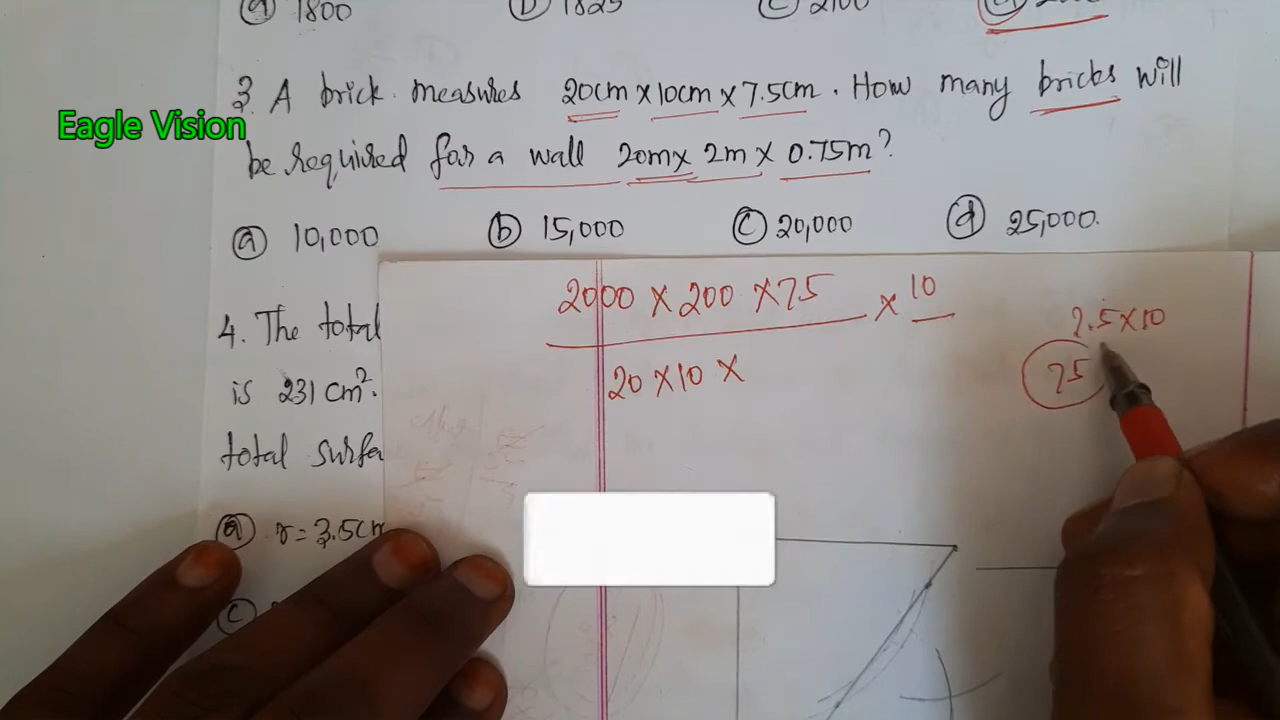 (a) 1800 (b) 1825 (c) 2100
3. A brick measures 20cm x 10cm x 7.5cm. How many bricks will
Eagle Vision
be required for a wall 20m x 2m x 0.75m?
(a) 10,000 (b) 15,000 (c) 20,000 (d) 25,000.
2000 x 200 x 75 x 10
20 x 10 x
7.5 x 10
75
4. The total
is 231 cm².
total surfa
(a) r = 3.5cm
(c)